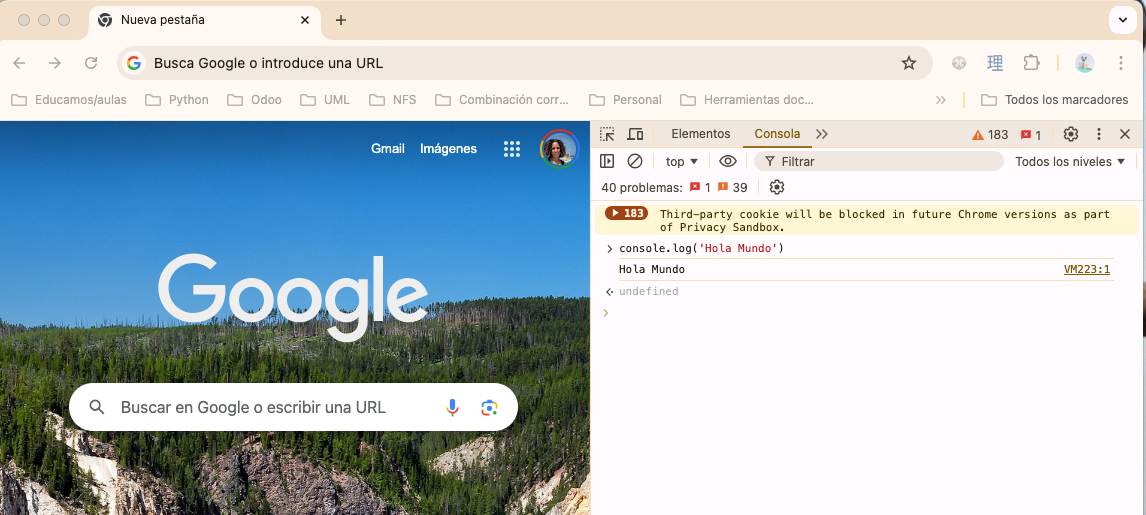 Nueva pestaña
Busca Google o introduce una URL
理
Educamos/aulas Python Odoo UML NFS Combinación corr... Personal Herramientas doc... Todos los marcadores
Gmail Imágenes
Google
Buscar en Google o escribir una URL
Elementos Consola 183 1
top Filtrar Todos los niveles
40 problemas: 1 39
183 Third-party cookie will be blocked in future Chrome versions as part
of Privacy Sandbox.
console.log('Hola Mundo')
Hola Mundo VM223:1
undefined